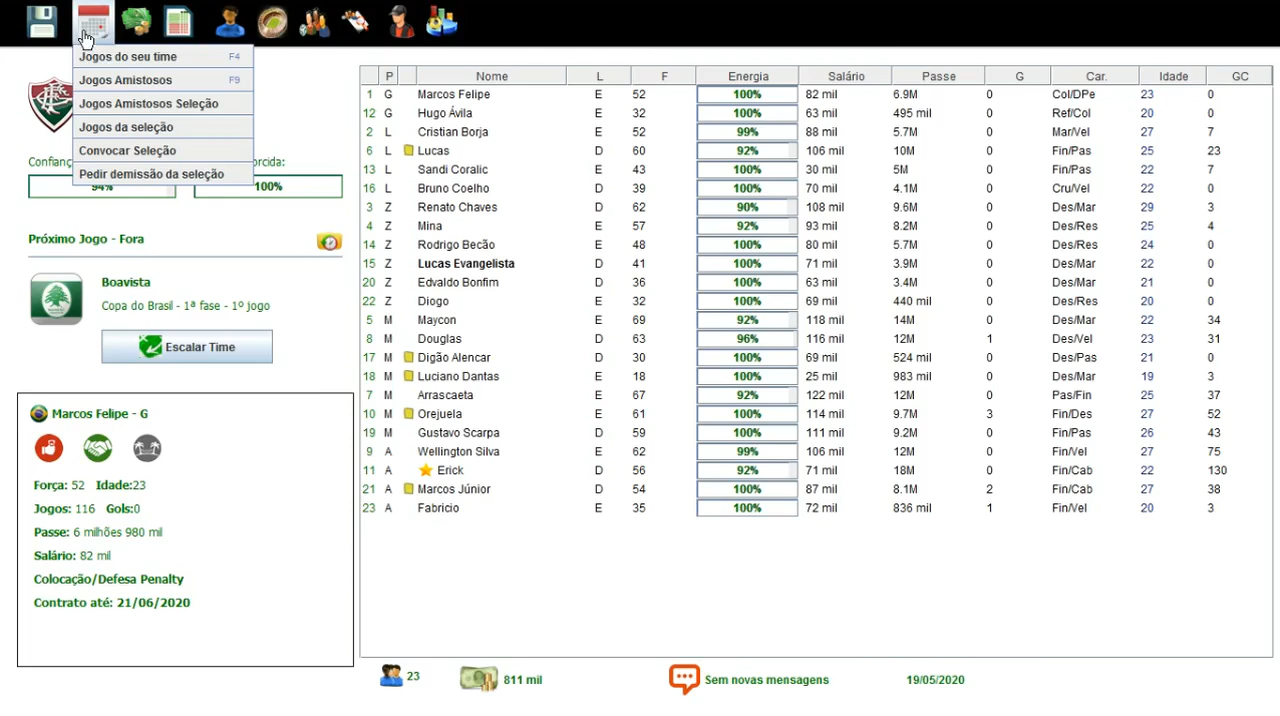 Jogos do seu time F4
Jogos Amistosos F9
Jogos Amistosos Seleção
Jogos da seleção
Convocar Seleção
Pedir demissão da seleção
Confianç
orcida:
94%
100%
Próximo Jogo - Fora
Boavista
Copa do Brasil - 1ª fase - 1º jogo
Escalar Time
Marcos Felipe - G
Força: 52 Idade:23
Jogos: 116 Gols:0
Passe: 6 milhões 980 mil
Salário: 82 mil
Colocação/Defesa Penalty
Contrato até: 21/06/2020
P Nome L F Energia Salário Passe G Car. Idade GC
1 G Marcos Felipe E 52 100% 82 mil 6.9M 0 Col/DPe 23 0
12 G Hugo Ávila E 32 100% 63 mil 495 mil 0 Ref/Col 20 0
2 L Cristian Borja E 52 99% 88 mil 5.7M 0 Mar/Vel 27 7
6 L Lucas D 60 92% 106 mil 10M 0 Fin/Pas 25 23
13 L Sandi Coralic E 43 100% 30 mil 5M 0 Fin/Pas 22 7
16 L Bruno Coelho D 39 100% 70 mil 4.1M 0 Cru/Vel 22 0
3 Z Renato Chaves D 62 90% 108 mil 9.6M 0 Des/Mar 29 3
4 Z Mina E 57 92% 93 mil 8.2M 0 Des/Res 25 4
14 Z Rodrigo Becão E 48 100% 80 mil 5.7M 0 Des/Res 24 0
15 Z Lucas Evangelista D 41 100% 71 mil 3.9M 0 Des/Mar 22 0
20 Z Edvaldo Bonfim D 36 100% 63 mil 3.4M 0 Des/Mar 21 0
22 Z Diogo E 32 100% 69 mil 440 mil 0 Des/Res 20 0
5 M Maycon E 69 92% 118 mil 14M 0 Des/Mar 22 34
8 M Douglas D 63 96% 116 mil 12M 1 Des/Vel 23 31
17 M Digão Alencar D 30 100% 69 mil 524 mil 0 Des/Pas 21 0
18 M Luciano Dantas E 18 100% 25 mil 983 mil 0 Des/Mar 19 3
7 M Arrascaeta E 67 92% 122 mil 12M 0 Pas/Fin 25 37
10 M Orejuela E 61 100% 114 mil 9.7M 3 Fin/Des 27 52
19 M Gustavo Scarpa D 59 100% 111 mil 9.2M 0 Fin/Pas 26 43
9 A Wellington Silva E 62 99% 106 mil 12M 0 Fin/Vel 27 75
11 A Erick D 56 92% 71 mil 18M 0 Fin/Cab 22 130
21 A Marcos Júnior D 54 100% 87 mil 8.1M 2 Fin/Cab 27 38
23 A Fabricio E 35 100% 72 mil 836 mil 1 Fin/Vel 20 3
23
811 mil
Sem novas mensagens
19/05/2020